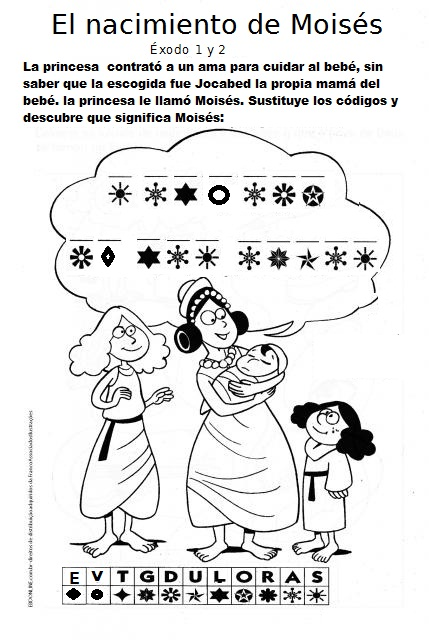 El nacimiento de Moisés
Éxodo 1 y 2
La princesa contrató a un ama para cuidar al bebé, sin
saber que la escogida fue Jocabed la propia mamá del
bebé. la princesa le llamó Moisés. Sustituye los códigos y
descubre que significa Moisés:
E V T G D U L O R A S